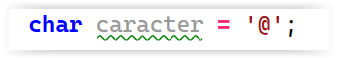 char caracter = '@';